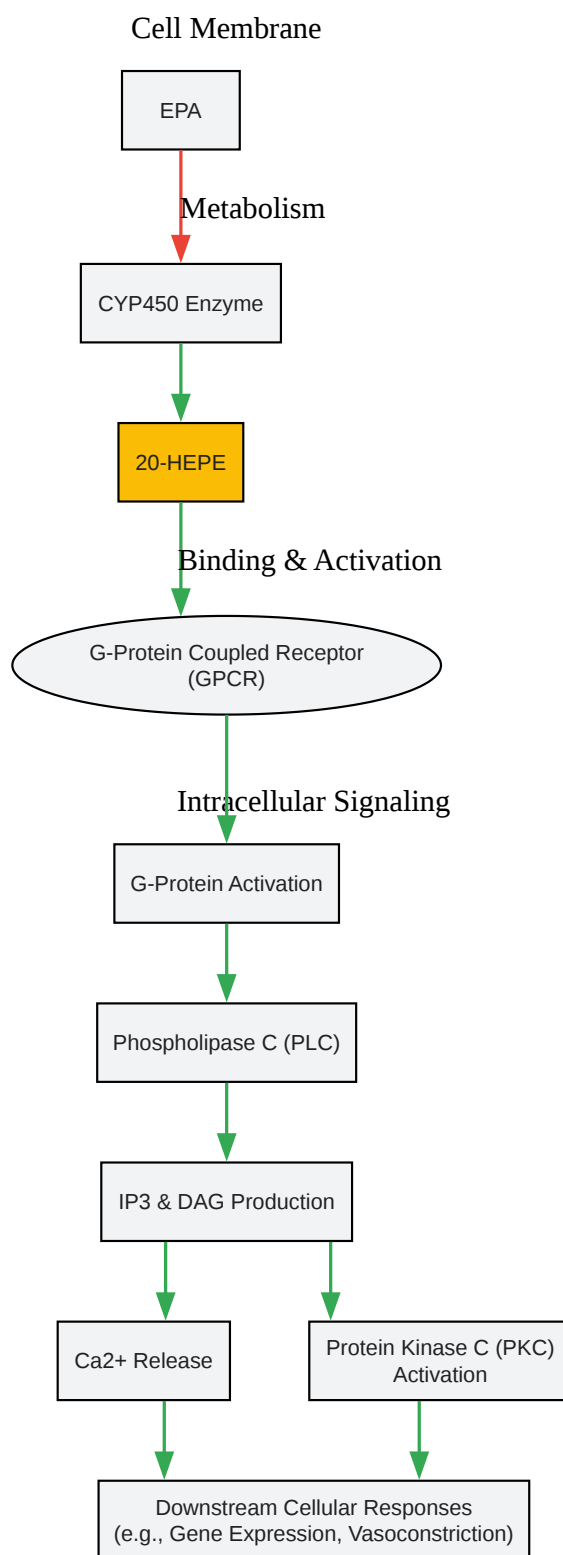 Cell Membrane
EPA
Metabolism
CYP450 Enzyme
20-HEPE
Binding & Activation
G-Protein Coupled Receptor
(GPCR)
Intracellular Signaling
G-Protein Activation
Phospholipase C (PLC)
IP3 & DAG Production
Ca2+ Release
Protein Kinase C (PKC)
Activation
Downstream Cellular Responses
(e.g., Gene Expression, Vasoconstriction)